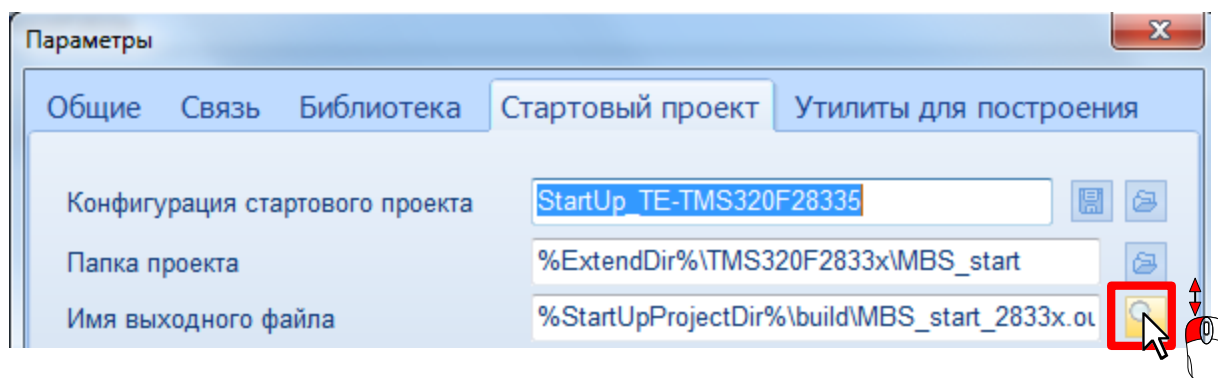 Параметры
Общие Связь Библиотека Стартовый проект Утилиты для построения
Конфигурация стартового проекта StartUp_TE-TMS320F28335
Папка проекта %ExtendDir%\TMS320F2833x\MBS_start
Имя выходного файла %StartUpProjectDir%\build\MBS_start_2833x.ou